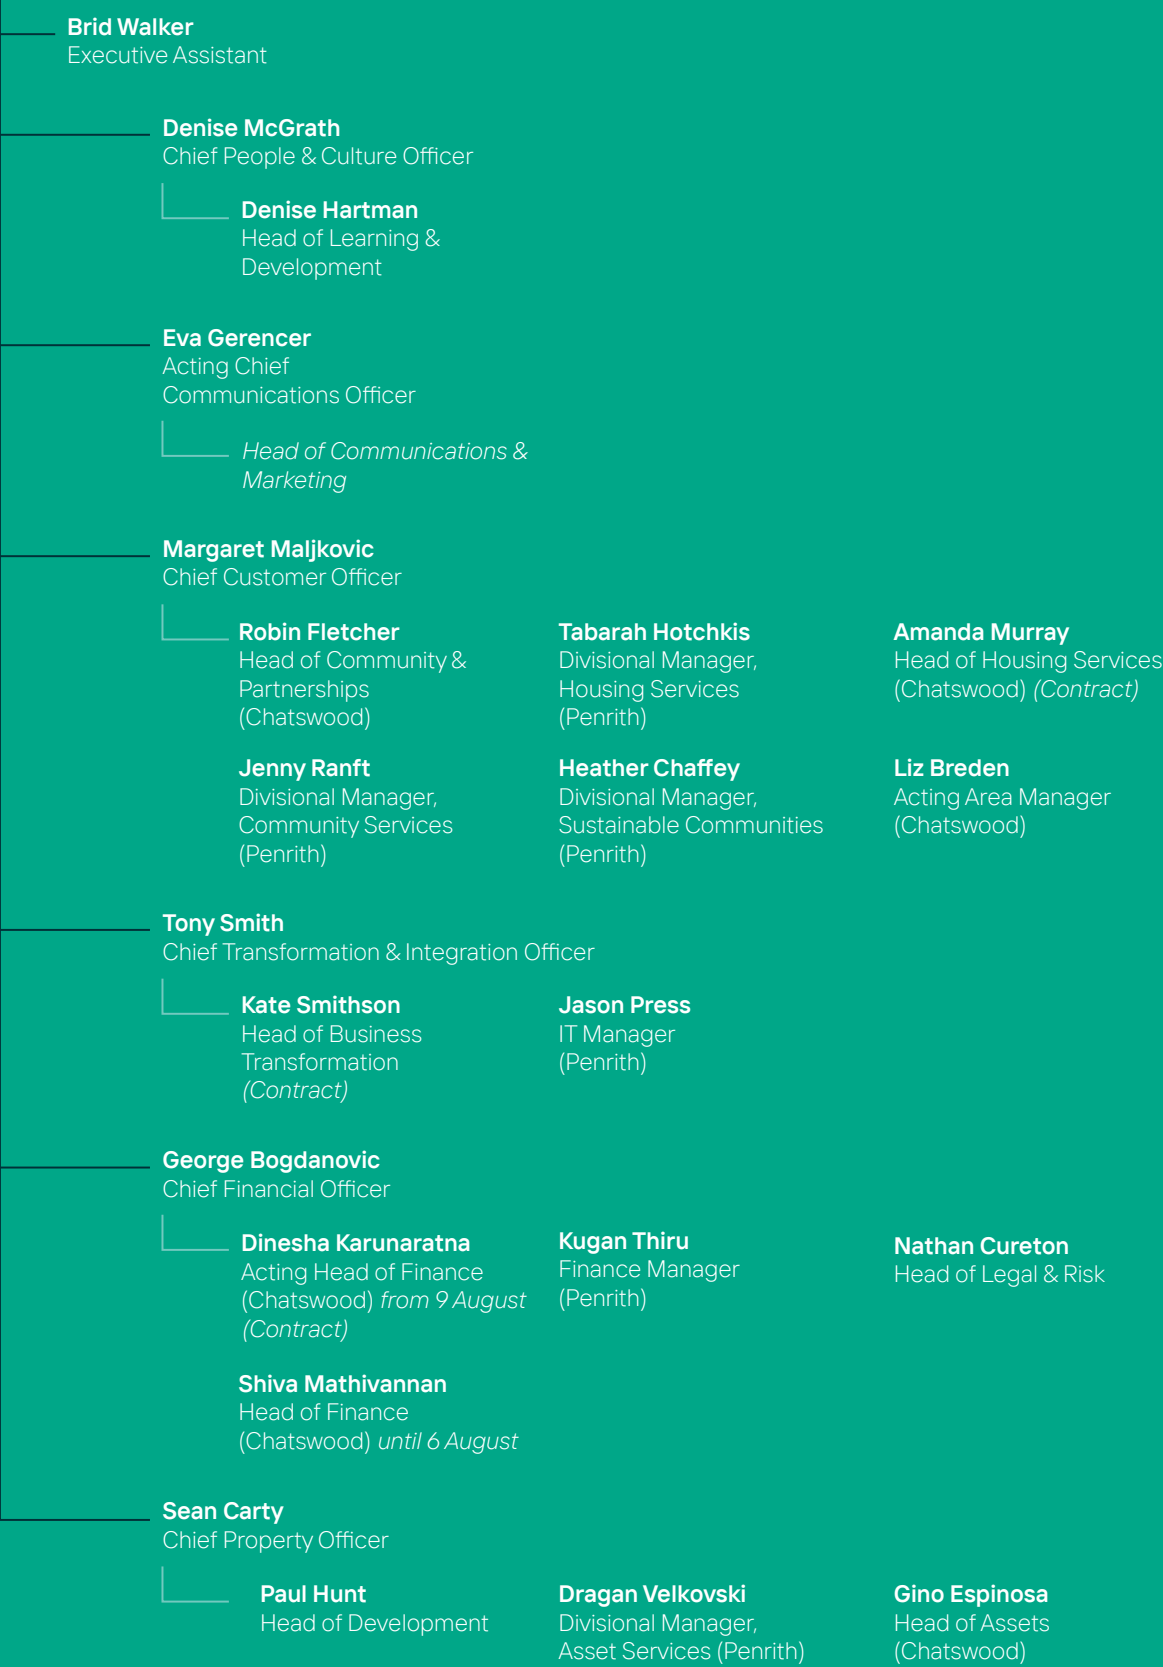 Brid Walker
Executive Assistant
Denise McGrath
Chief People & Culture Officer
Denise Hartman
Head of Learning &
Development
Eva Gerencer
Acting Chief
Communications Officer
Head of Communications &
Marketing
Margaret Maljkovic
Chief Customer Officer
Robin Fletcher
Head of Community &
Partnerships
(Chatswood)
Tabarah Hotchkis
Divisional Manager,
Housing Services
(Penrith)
Amanda Murray
Head of Housing Services
(Chatswood) (Contract)
Jenny Ranft
Divisional Manager,
Community Services
(Penrith)
Heather Chaffey
Divisional Manager,
Sustainable Communities
(Penrith)
Liz Breden
Acting Area Manager
(Chatswood)
Tony Smith
Chief Transformation & Integration Officer
Kate Smithson
Head of Business
Transformation
(Contract)
Jason Press
IT Manager
(Penrith)
George Bogdanovic
Chief Financial Officer
Dinesha Karunaratna
Acting Head of Finance
(Chatswood) from 9 August
(Contract)
Kugan Thiru
Finance Manager
(Penrith)
Nathan Cureton
Head of Legal & Risk
Shiva Mathivannan
Head of Finance
(Chatswood) until 6 August
Sean Carty
Chief Property Officer
Paul Hunt
Head of Development
Dragan Velkovski
Divisional Manager,
Asset Services (Penrith)
Gino Espinosa
Head of Assets
(Chatswood)